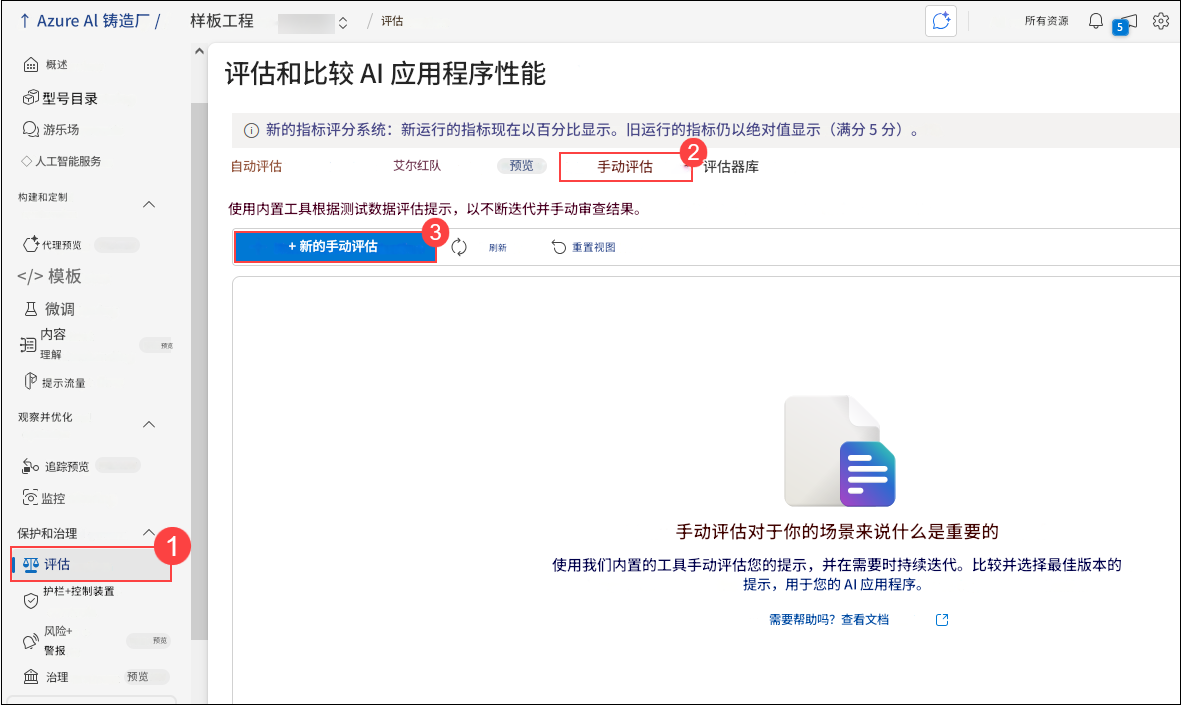 ↑ Azure AI 铸造厂 /
样板工程
/ 评估
所有资源
5
概述
型号目录
游乐场
人工智能服务
构建和定制
代理预览
</> 模板
微调
内容
理解
预览
提示流量
观察并优化
追踪预览
监控
保护和治理
1
评估
护栏+控制装置
风险+
警报
预览
治理
预览
评估和比较 AI 应用程序性能
新的指标评分系统：新运行的指标现在以百分比显示。旧运行的指标仍以绝对值显示（满分 5 分）。
自动评估
艾尔红队
预览
手动评估
2
评估器库
使用内置工具根据测试数据评估提示，以不断迭代并手动审查结果。
+ 新的手动评估
3
刷新
重置视图
手动评估对于你的场景来说什么是重要的
使用我们内置的工具手动评估您的提示，并在需要时持续迭代。比较并选择最佳版本的
提示，用于您的 AI 应用程序。
需要帮助吗？查看文档